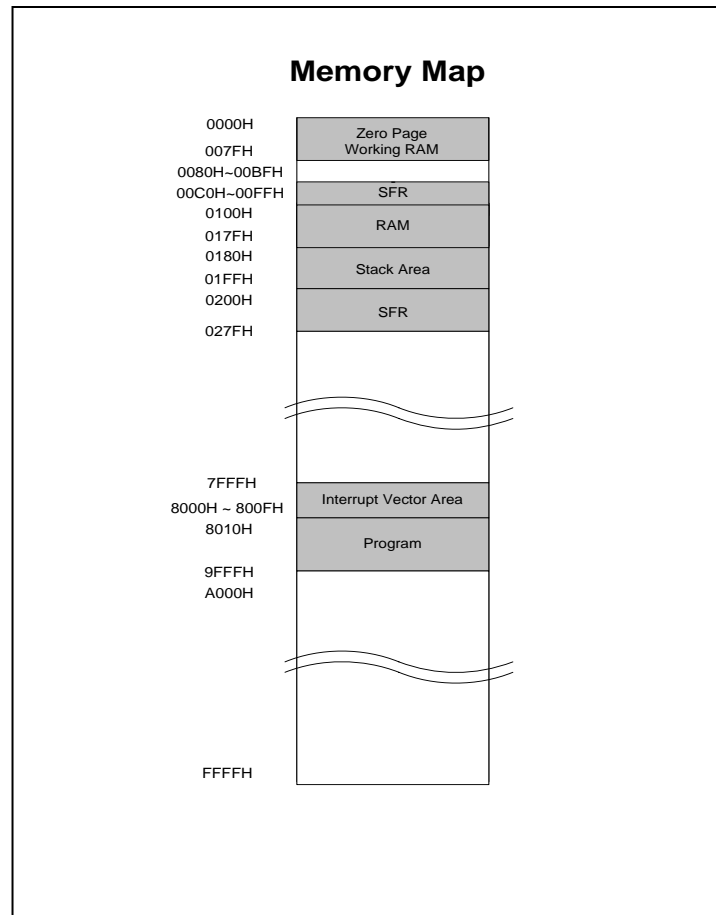 Memory Map
0000H
Zero Page
Working RAM
007FH
0080H~00BFH
00C0H~00FFH
SFR
0100H
RAM
017FH
0180H
Stack Area
01FFH
0200H
SFR
027FH
7FFFH
Interrupt Vector Area
8000H ~ 800FH
8010H
Program
9FFFH
A000H
FFFFH